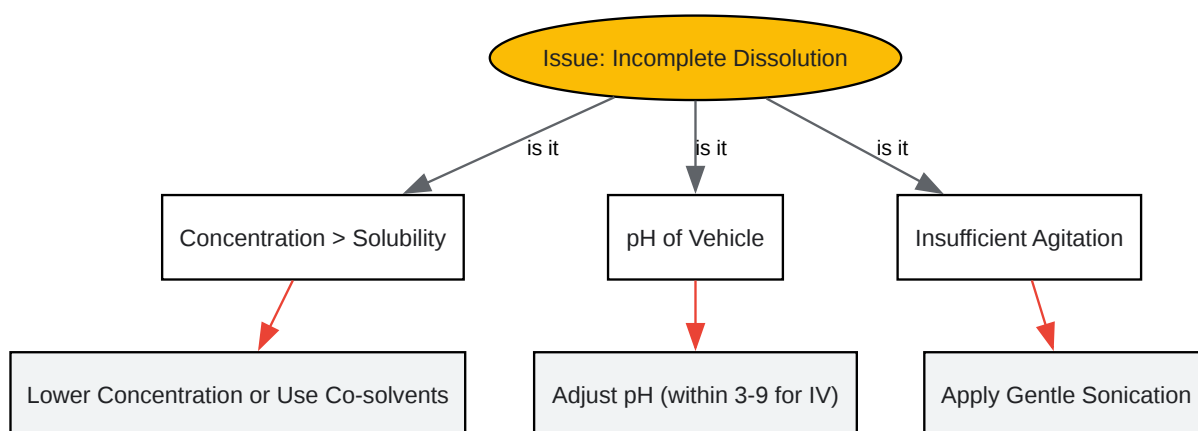 Issue: Incomplete Dissolution
is it
is it
is it
Concentration > Solubility
pH of Vehicle
Insufficient Agitation
Lower Concentration or Use Co-solvents
Adjust pH (within 3-9 for IV)
Apply Gentle Sonication